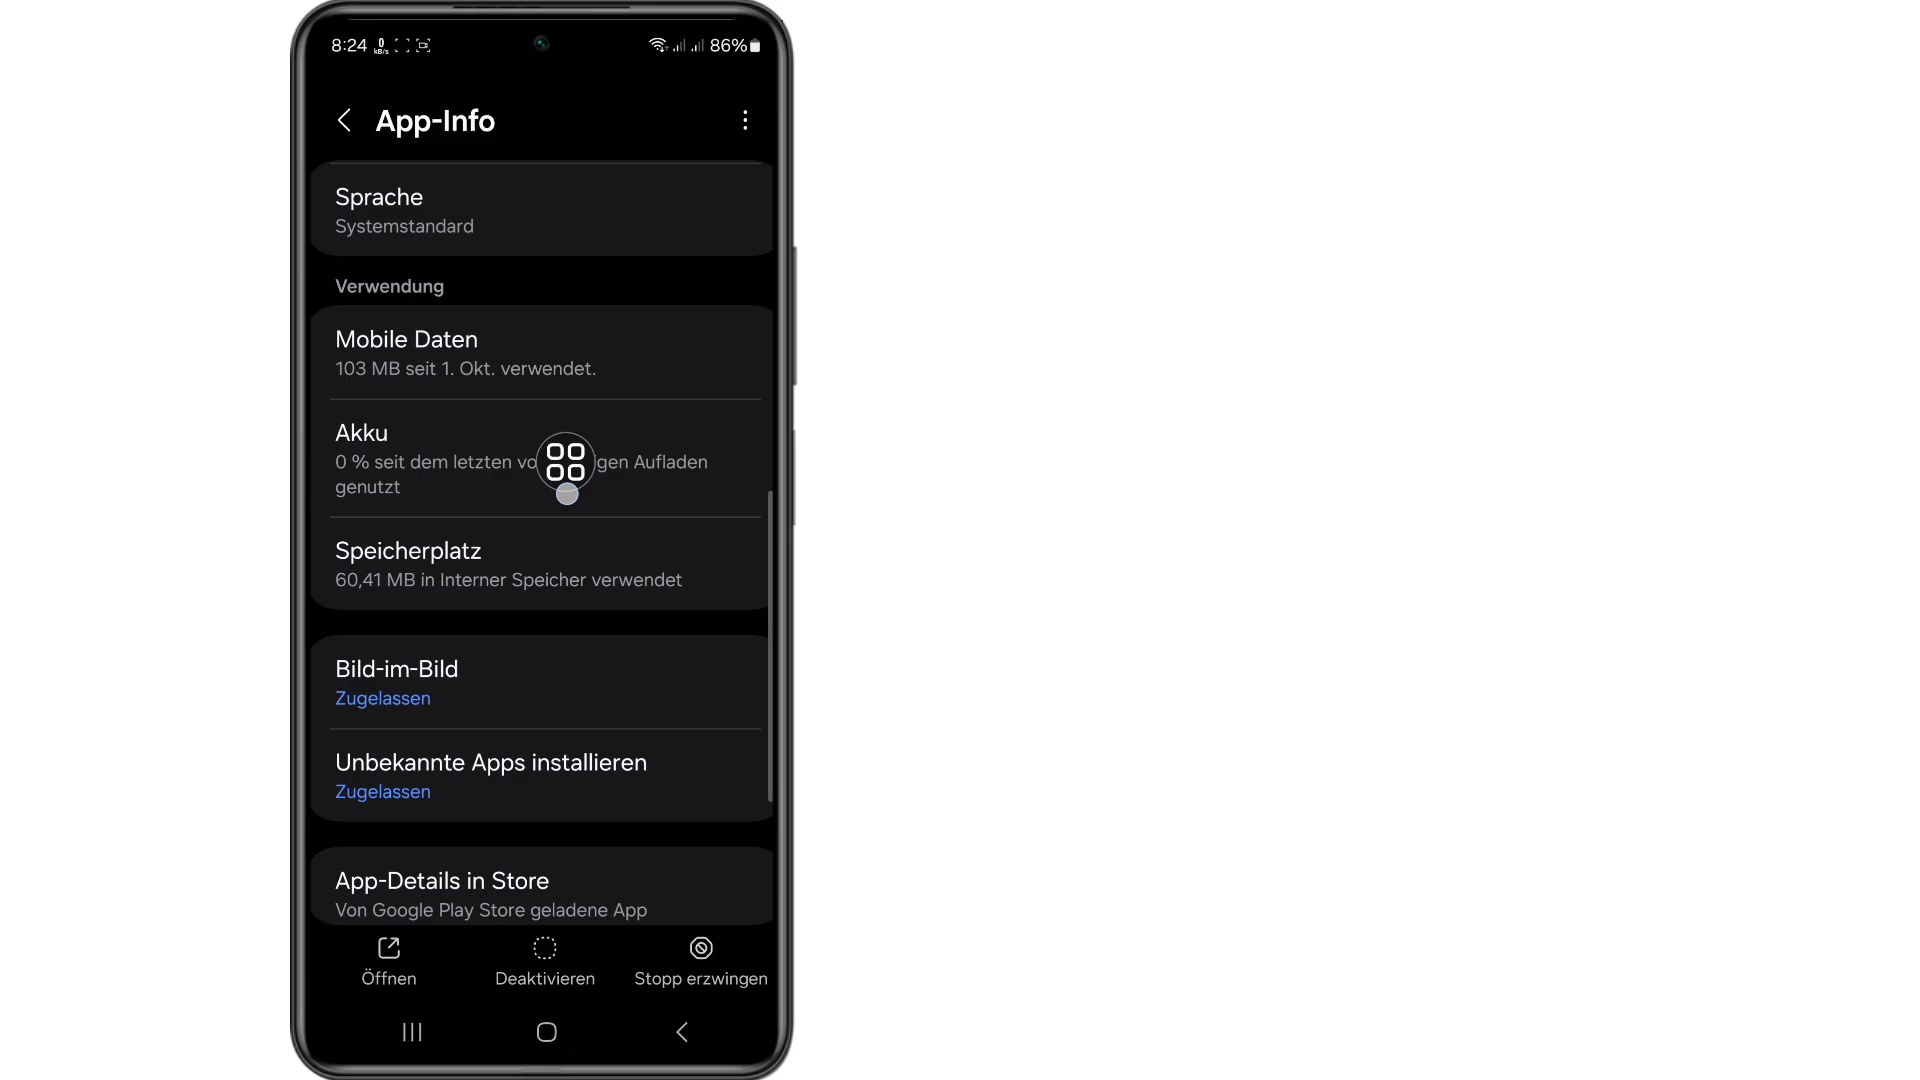 8:24 0 kB/s 86%
App-Info
Sprache
Systemstandard
Verwendung
Mobile Daten
103 MB seit 1. Okt. verwendet.
Akku
0 % seit dem letzten vo gen Aufladen
genutzt
Speicherplatz
60,41 MB in Interner Speicher verwendet
Bild-im-Bild
Zugelassen
Unbekannte Apps installieren
Zugelassen
App-Details in Store
Von Google Play Store geladene App
Öffnen Deaktivieren Stopp erzwingen